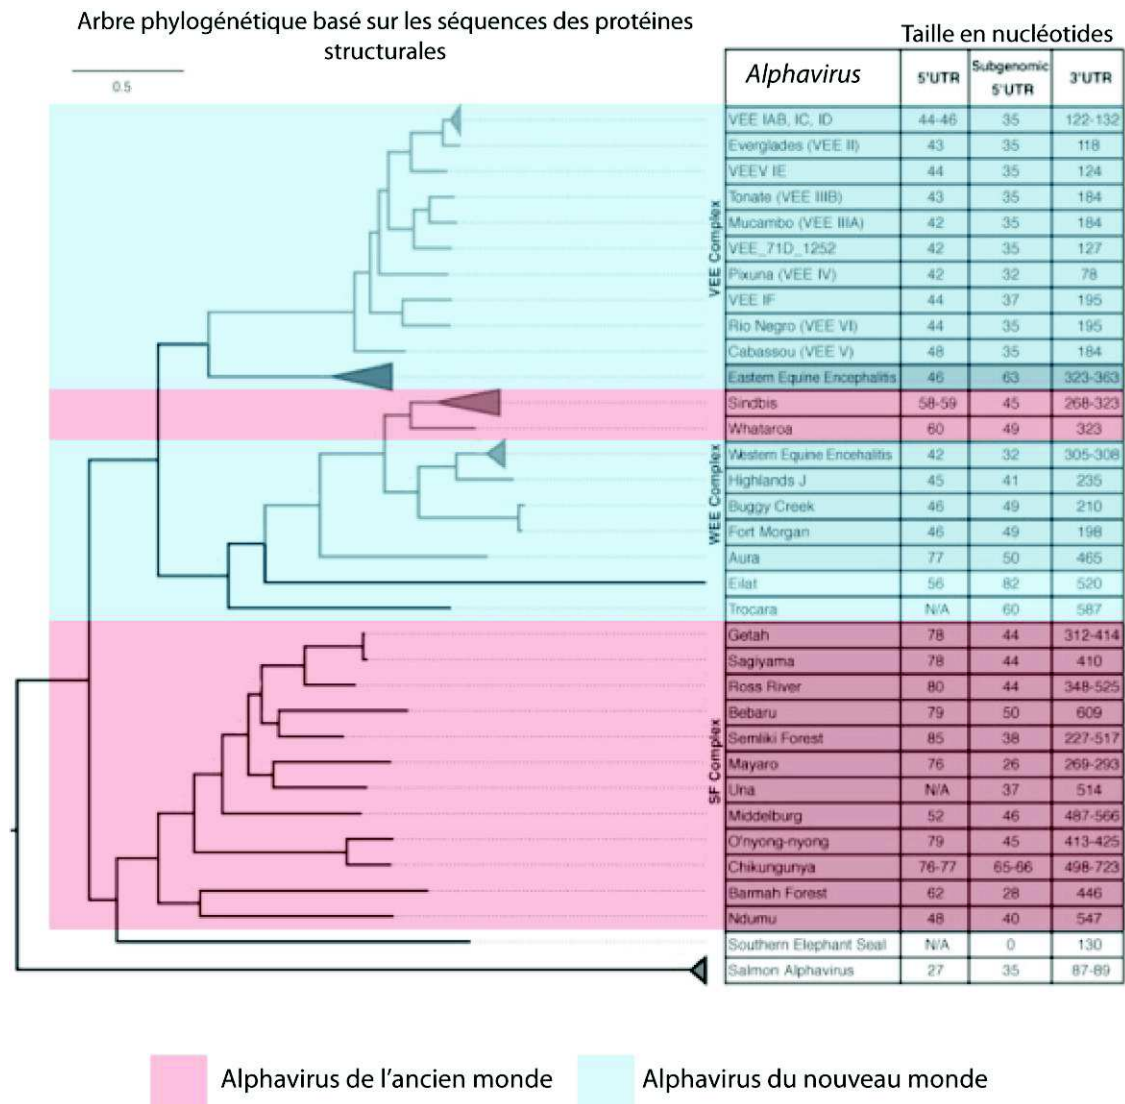 Arbre phylogénétique basé sur les séquences des protéines
structurales
0.5
Taille en nucléotides
Alphavirus 5'UTR Subgenomic 5'UTR 3'UTR
VEE IAB, IC, ID 44-46 35 122-132
Everglades (VEE II) 43 35 118
VEEV IE 44 35 124
Tonate (VEE IIIB) 43 35 184
Mucambo (VEE IIIA) 42 35 184
VEE_71D_1252 42 35 127
Pixuna (VEE IV) 42 32 78
VEE IF 44 37 195
Rio Negro (VEE VI) 44 35 195
Cabassou (VEE V) 48 35 184
Eastern Equine Encephalitis 46 63 323-363
Sindbis 58-59 45 268-323
Whataroa 60 49 323
Western Equine Encehalitis 42 32 305-308
Highlands J 45 41 235
Buggy Creek 46 49 210
Fort Morgan 46 49 198
Aura 77 50 465
Eilat 56 82 520
Trocara N/A 60 587
Getah 78 44 312-414
Sagiyama 78 44 410
Ross River 80 44 348-525
Bebaru 79 50 609
Semliki Forest 85 38 227-517
Mayaro 76 26 269-293
Una N/A 37 514
Middelburg 52 46 487-566
O'nyong-nyong 79 45 413-425
Chikungunya 76-77 65-66 498-723
Barmah Forest 62 28 446
Ndumu 48 40 547
Southern Elephant Seal N/A 0 130
Salmon Alphavirus 27 35 87-89
VEE Complex
WEE Complex
SF Complex
Alphavirus de l'ancien monde
Alphavirus du nouveau monde